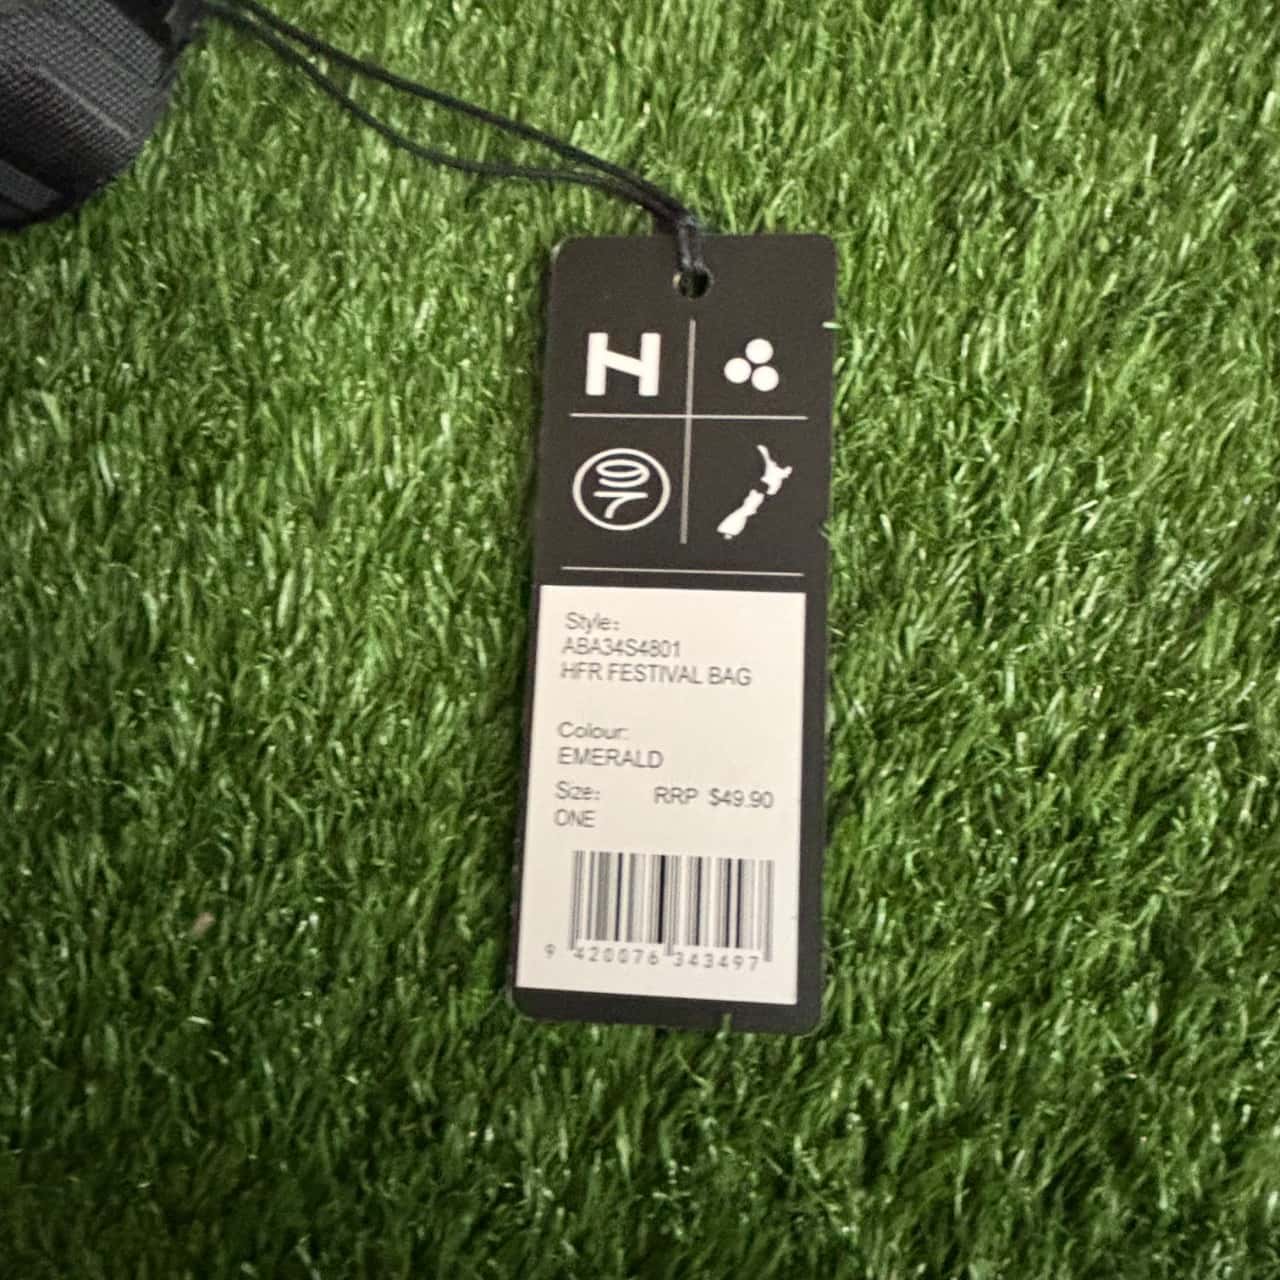 Style:
ABA34S4801
HFR FESTIVAL BAG
Colour:
EMERALD
Size: RRP $49.90
ONE
9 420076 343497